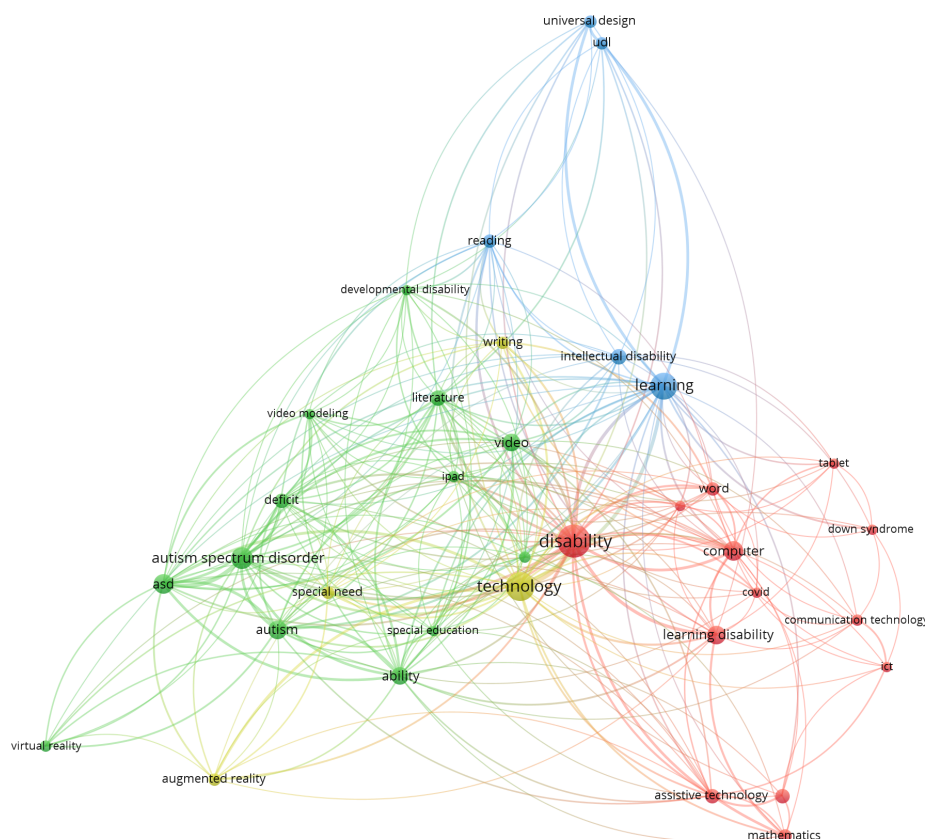 universal design
udl
reading
developmental disability
writing
intellectual disability
learning
literature
video modeling
video
tablet
ipad
word
deficit
down syndrome
disability
computer
autism spectrum disorder
asd
technology
special need
covid
communication technology
autism
special education
learning disability
ict
ability
virtual reality
augmented reality
assistive technology
mathematics